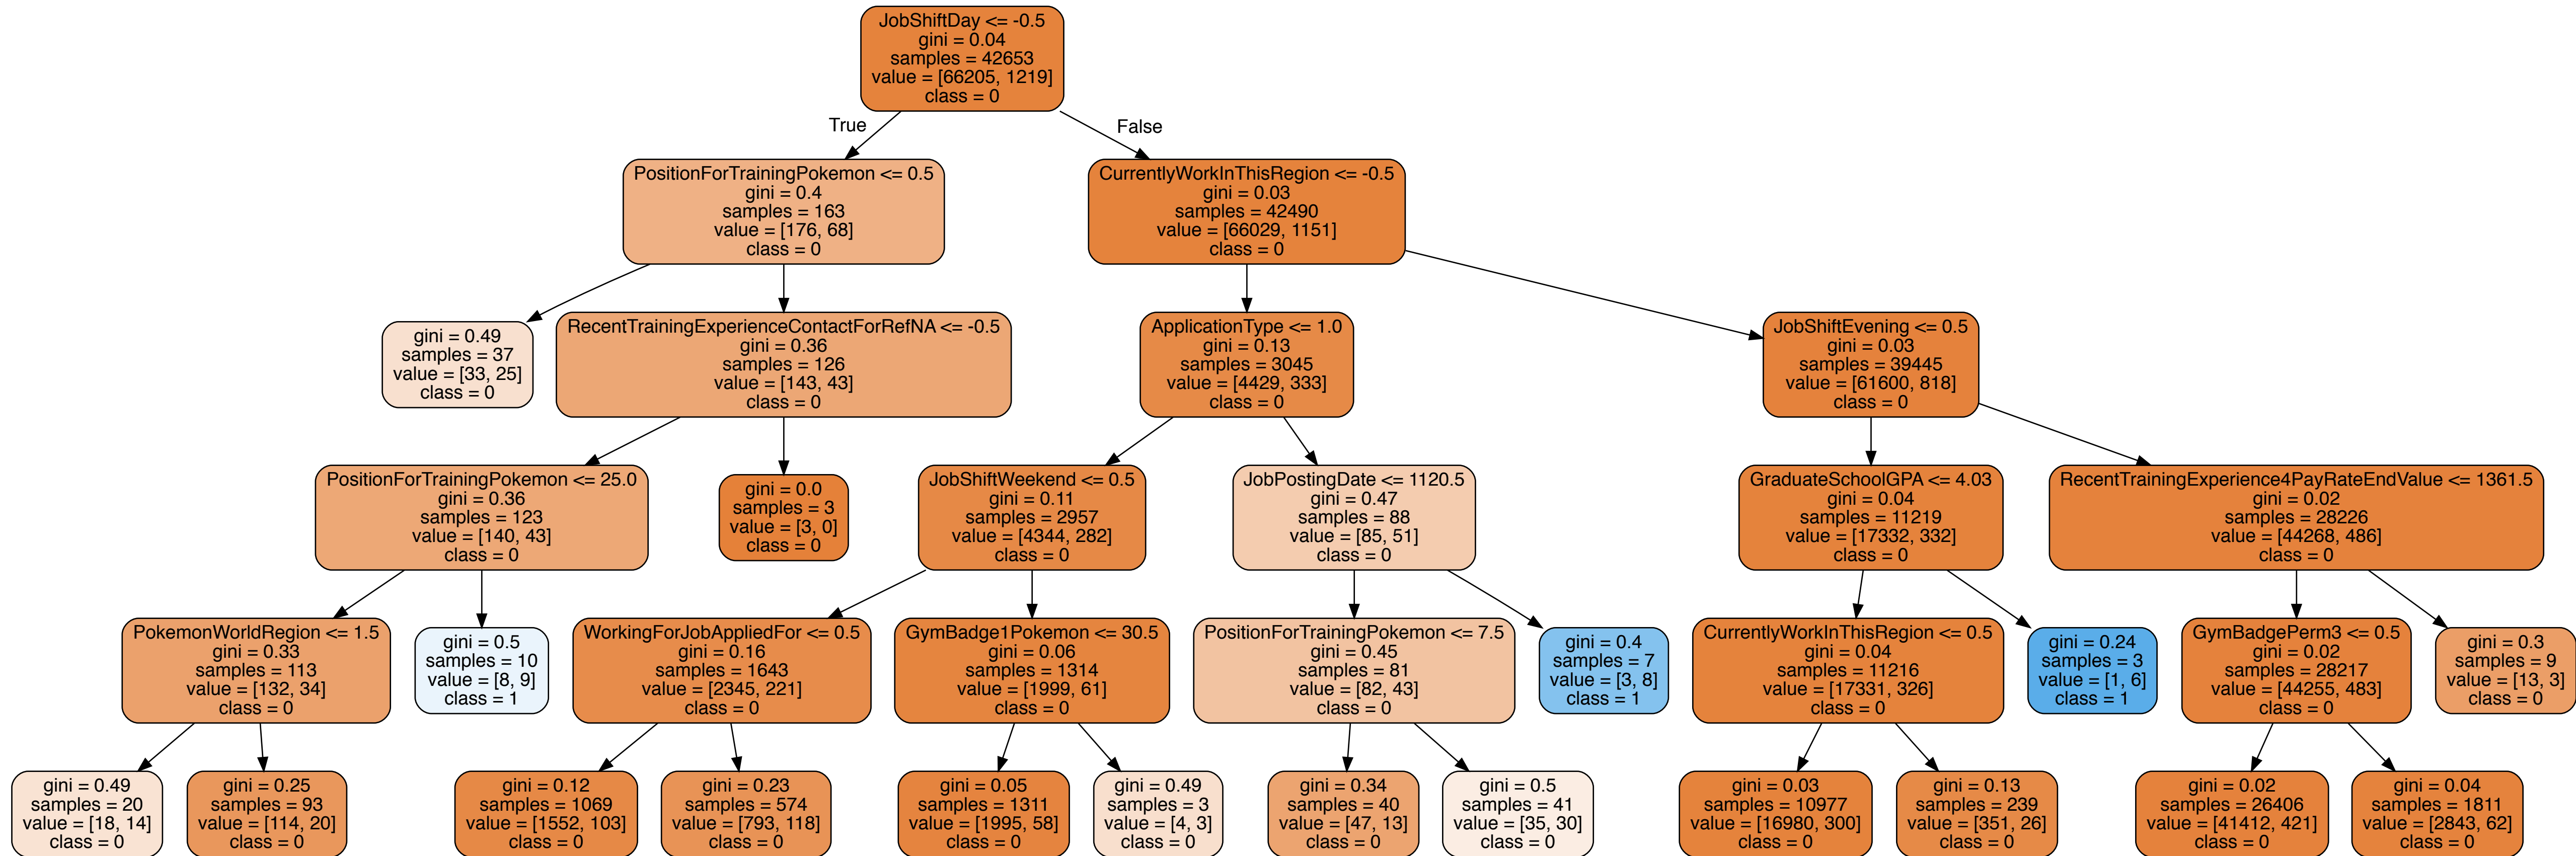 JobShiftDay <= -0.5
gini = 0.04
samples = 42653
value = [66205, 1219]
class = 0
True
False
PositionForTrainingPokemon <= 0.5
gini = 0.4
samples = 163
value = [176, 68]
class = 0
CurrentlyWorkInThisRegion <= -0.5
gini = 0.03
samples = 42490
value = [66029, 1151]
class = 0
gini = 0.49
samples = 37
value = [33, 25]
class = 0
RecentTrainingExperienceContactForRefNA <= -0.5
gini = 0.36
samples = 126
value = [143, 43]
class = 0
ApplicationType <= 1.0
gini = 0.13
samples = 3045
value = [4429, 333]
class = 0
JobShiftEvening <= 0.5
gini = 0.03
samples = 39445
value = [61600, 818]
class = 0
PositionForTrainingPokemon <= 25.0
gini = 0.36
samples = 123
value = [140, 43]
class = 0
gini = 0.0
samples = 3
value = [3, 0]
class = 0
JobShiftWeekend <= 0.5
gini = 0.11
samples = 2957
value = [4344, 282]
class = 0
JobPostingDate <= 1120.5
gini = 0.47
samples = 88
value = [85, 51]
class = 0
GraduateSchoolGPA <= 4.03
gini = 0.04
samples = 11219
value = [17332, 332]
class = 0
RecentTrainingExperience4PayRateEndValue <= 1361.5
gini = 0.02
samples = 28226
value = [44268, 486]
class = 0
PokemonWorldRegion <= 1.5
gini = 0.33
samples = 113
value = [132, 34]
class = 0
gini = 0.5
samples = 10
value = [8, 9]
class = 1
WorkingForJobAppliedFor <= 0.5
gini = 0.16
samples = 1643
value = [2345, 221]
class = 0
GymBadge1Pokemon <= 30.5
gini = 0.06
samples = 1314
value = [1999, 61]
class = 0
PositionForTrainingPokemon <= 7.5
gini = 0.45
samples = 81
value = [82, 43]
class = 0
gini = 0.4
samples = 7
value = [3, 8]
class = 1
CurrentlyWorkInThisRegion <= 0.5
gini = 0.04
samples = 11216
value = [17331, 326]
class = 0
gini = 0.24
samples = 3
value = [1, 6]
class = 1
GymBadgePerm3 <= 0.5
gini = 0.02
samples = 28217
value = [44255, 483]
class = 0
gini = 0.3
samples = 9
value = [13, 3]
class = 0
gini = 0.49
samples = 20
value = [18, 14]
class = 0
gini = 0.25
samples = 93
value = [114, 20]
class = 0
gini = 0.12
samples = 1069
value = [1552, 103]
class = 0
gini = 0.23
samples = 574
value = [793, 118]
class = 0
gini = 0.05
samples = 1311
value = [1995, 58]
class = 0
gini = 0.49
samples = 3
value = [4, 3]
class = 0
gini = 0.34
samples = 40
value = [47, 13]
class = 0
gini = 0.5
samples = 41
value = [35, 30]
class = 0
gini = 0.03
samples = 10977
value = [16980, 300]
class = 0
gini = 0.13
samples = 239
value = [351, 26]
class = 0
gini = 0.02
samples = 26406
value = [41412, 421]
class = 0
gini = 0.04
samples = 1811
value = [2843, 62]
class = 0